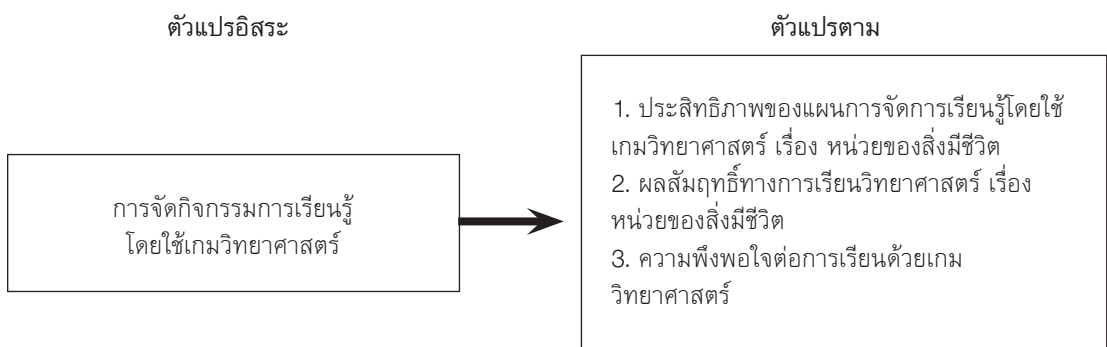 ตัวแปรอิสระ
ตัวแปรตาม
การจัดกิจกรรมการเรียนรู้
โดยใช้เกมวิทยาศาสตร์
1. ประสิทธิภาพของแผนการจัดการเรียนรู้โดยใช้
เกมวิทยาศาสตร์ เรื่อง หน่วยของสิ่งมีชีวิต
2. ผลสัมฤทธิ์ทางการเรียนวิทยาศาสตร์ เรื่อง
หน่วยของสิ่งมีชีวิต
3. ความพึงพอใจต่อการเรียนด้วยเกม
วิทยาศาสตร์